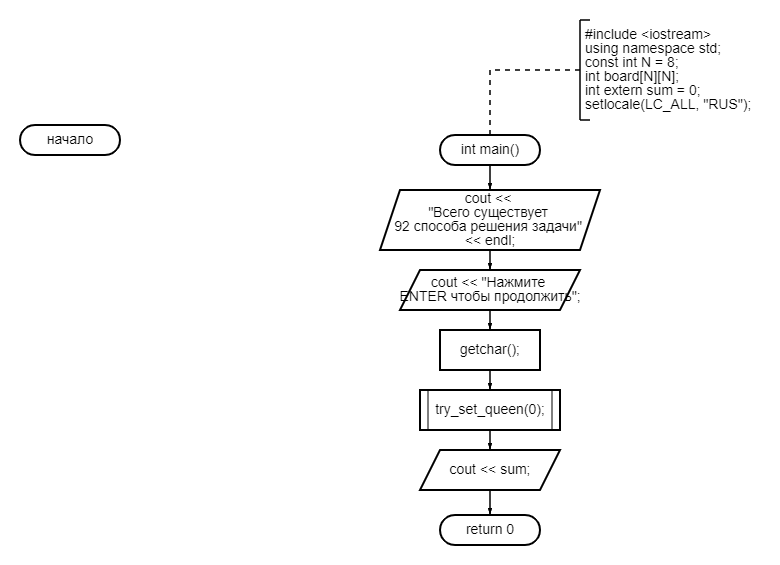 #include <iostream>
using namespace std;
const int N = 8;
int board[N][N];
int extern sum = 0;
setlocale(LC_ALL, "RUS");
начало
int main()
cout <<
"Всего существует
92 способа решения задачи"
<< endl;
cout << "Нажмите
ENTER чтобы продолжить";
getchar();
try_set_queen(0);
cout << sum;
return 0